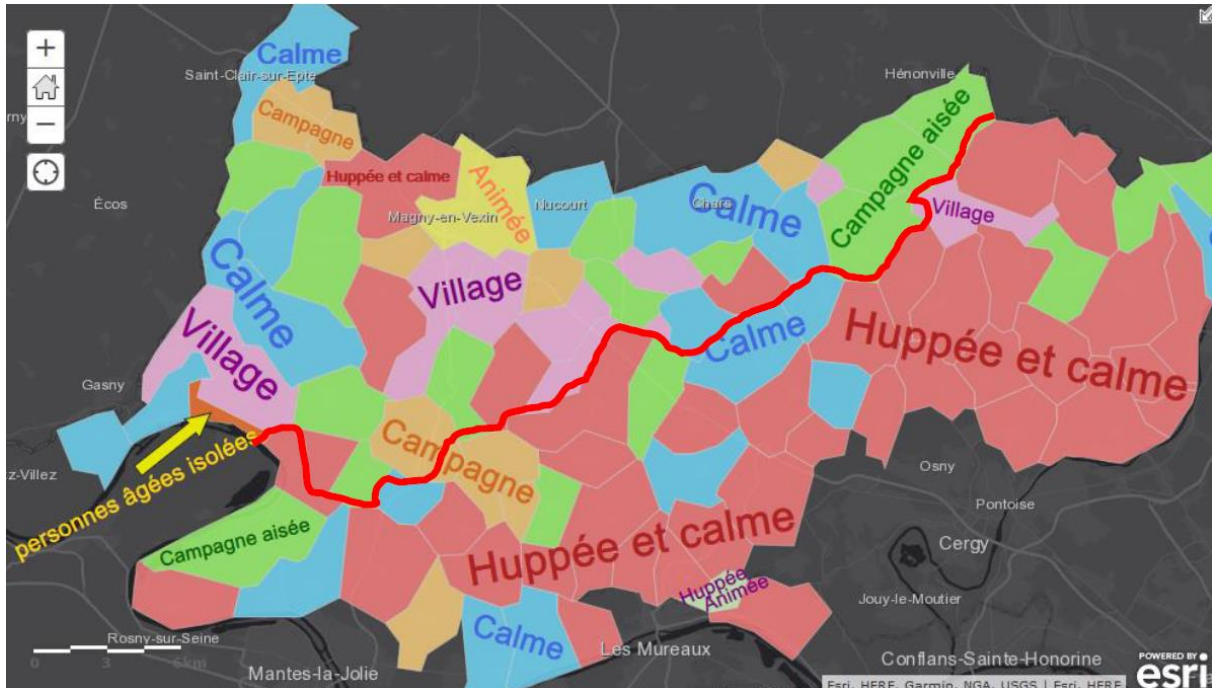 +
−
Calme
Saint-Clair-sur-Epte
Campagne
Hénonville
Campagne aisée
Huppée et calme
Animée
Écos
Magny-en-Vexin
Nucourt
Calme
Chars
Village
Calme
Village
Village
Calme
Huppée et calme
Gasny
personnes âgées isolées
z-Villez
Campagne
Osny
Pontoise
Campagne aisée
Huppée et calme
Cergy
Huppée
Animée
Jouy-le-Moutier
Rosny-sur-Seine
Calme
0 3 6km
Les Mureaux
Mantes-la-Jolie
Conflans-Sainte-Honorine
POWERED BY
esri
Esri, HERE, Garmin, NGA, USGS | Esri, HERE